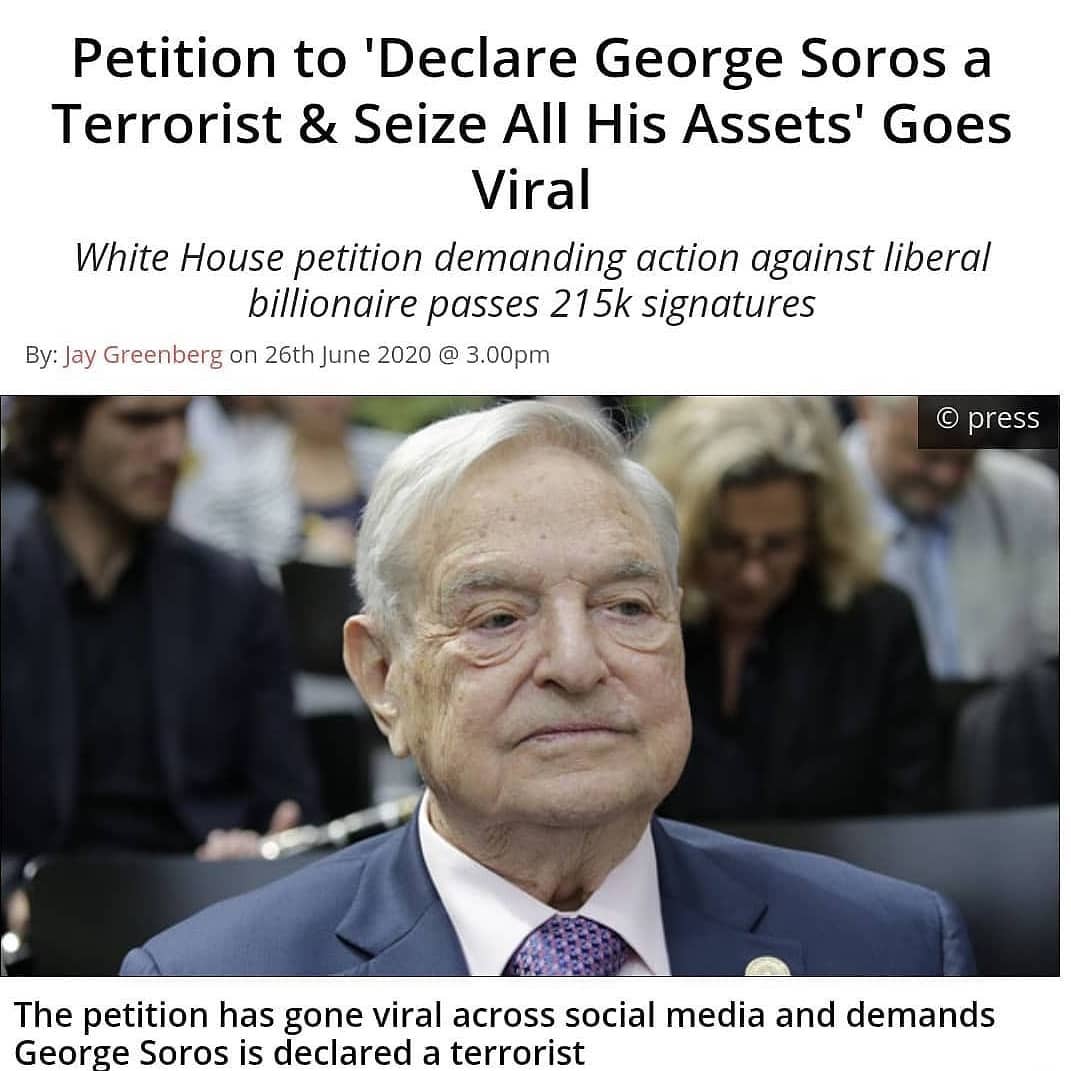 Petition to 'Declare George Soros a
Terrorist & Seize All His Assets' Goes
Viral
White House petition demanding action against liberal
billionaire passes 215k signatures
By: Jay Greenberg on 26th June 2020 @ 3.00pm
© press
The petition has gone viral across social media and demands
George Soros is declared a terrorist